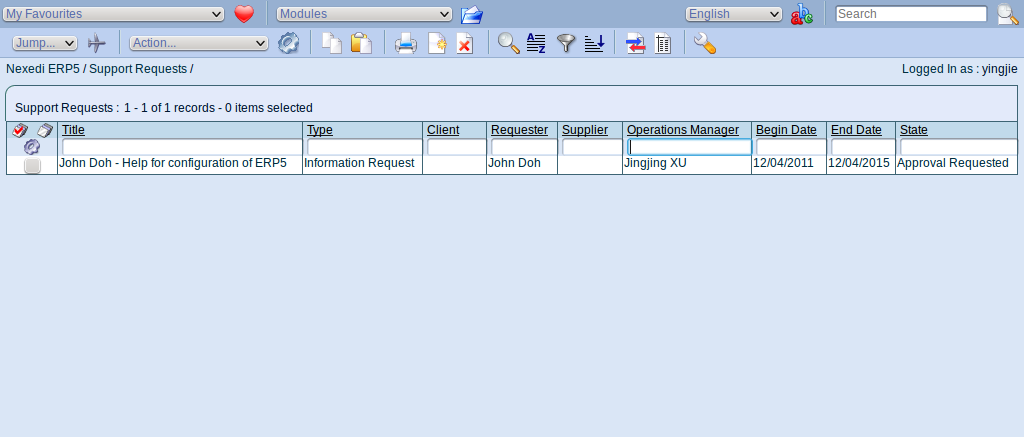 My Favourites Modules English Search
Jump... Action...
Nexedi ERP5 / Support Requests / Logged In as : yingjie
Support Requests : 1 - 1 of 1 records - 0 items selected
Title Type Client Requester Supplier Operations Manager Begin Date End Date State
John Doh - Help for configuration of ERP5 Information Request John Doh Jingjing XU 12/04/2011 12/04/2015 Approval Requested